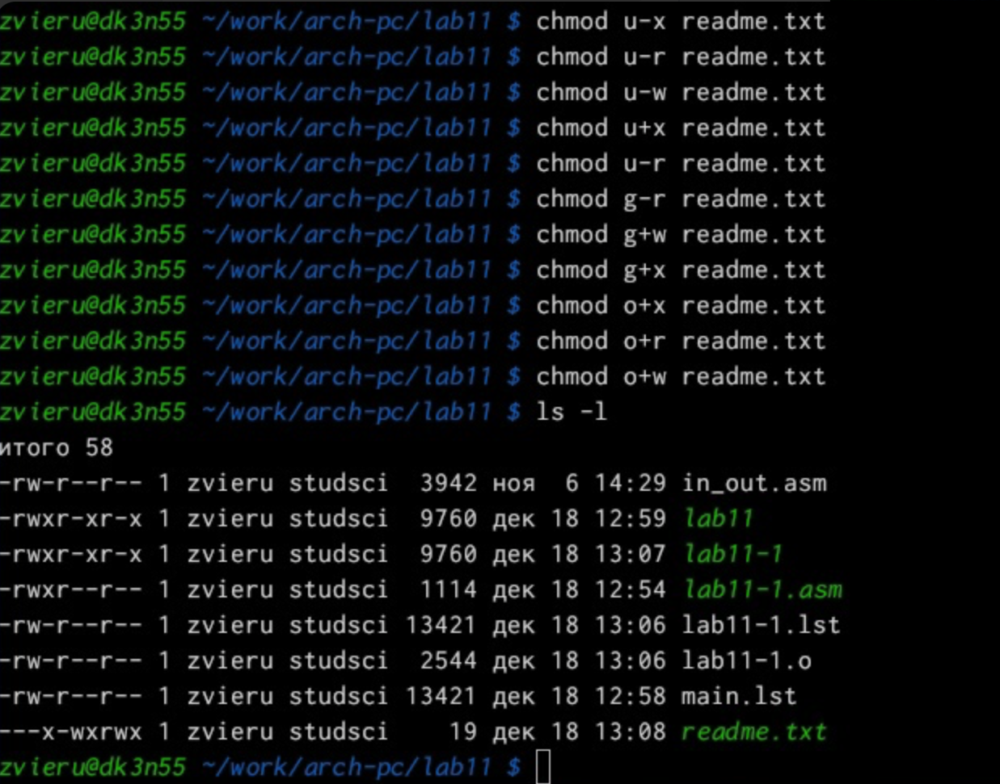 zvieru@dk3n55 ~/work/arch-pc/lab11 $ chmod u-x readme.txt
zvieru@dk3n55 ~/work/arch-pc/lab11 $ chmod u-r readme.txt
zvieru@dk3n55 ~/work/arch-pc/lab11 $ chmod u-w readme.txt
zvieru@dk3n55 ~/work/arch-pc/lab11 $ chmod u+x readme.txt
zvieru@dk3n55 ~/work/arch-pc/lab11 $ chmod u-r readme.txt
zvieru@dk3n55 ~/work/arch-pc/lab11 $ chmod g-r readme.txt
zvieru@dk3n55 ~/work/arch-pc/lab11 $ chmod g+w readme.txt
zvieru@dk3n55 ~/work/arch-pc/lab11 $ chmod g+x readme.txt
zvieru@dk3n55 ~/work/arch-pc/lab11 $ chmod o+x readme.txt
zvieru@dk3n55 ~/work/arch-pc/lab11 $ chmod o+r readme.txt
zvieru@dk3n55 ~/work/arch-pc/lab11 $ chmod o+w readme.txt
zvieru@dk3n55 ~/work/arch-pc/lab11 $ ls -l
итого 58
-rw-r--r-- 1 zvieru studsci  3942 ноя  6 14:29 in_out.asm
-rwxr-xr-x 1 zvieru studsci  9760 дек 18 12:59 lab11
-rwxr-xr-x 1 zvieru studsci  9760 дек 18 13:07 lab11-1
-rwxr--r-- 1 zvieru studsci  1114 дек 18 12:54 lab11-1.asm
-rw-r--r-- 1 zvieru studsci 13421 дек 18 13:06 lab11-1.lst
-rw-r--r-- 1 zvieru studsci  2544 дек 18 13:06 lab11-1.o
-rw-r--r-- 1 zvieru studsci 13421 дек 18 12:58 main.lst
---x-wxrwx 1 zvieru studsci    19 дек 18 13:08 readme.txt
zvieru@dk3n55 ~/work/arch-pc/lab11 $